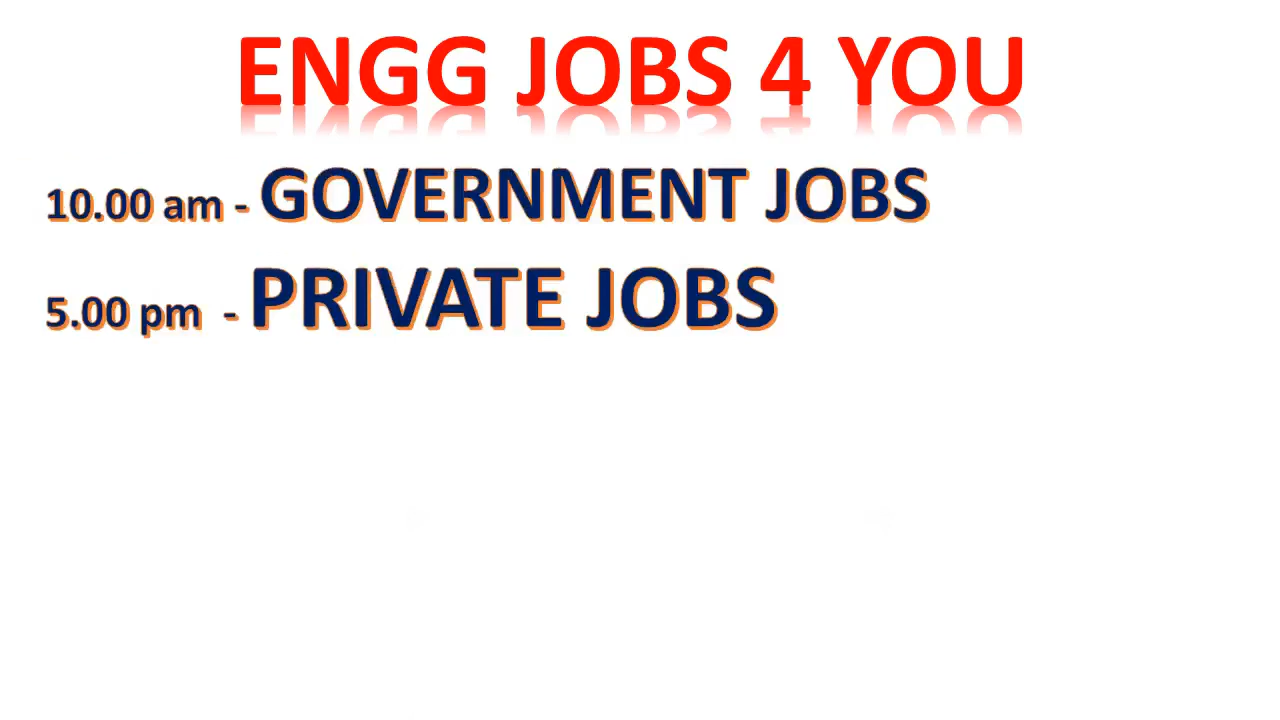 ENGG JOBS 4 YOU
10.00 am - GOVERNMENT JOBS
5.00 pm - PRIVATE JOBS